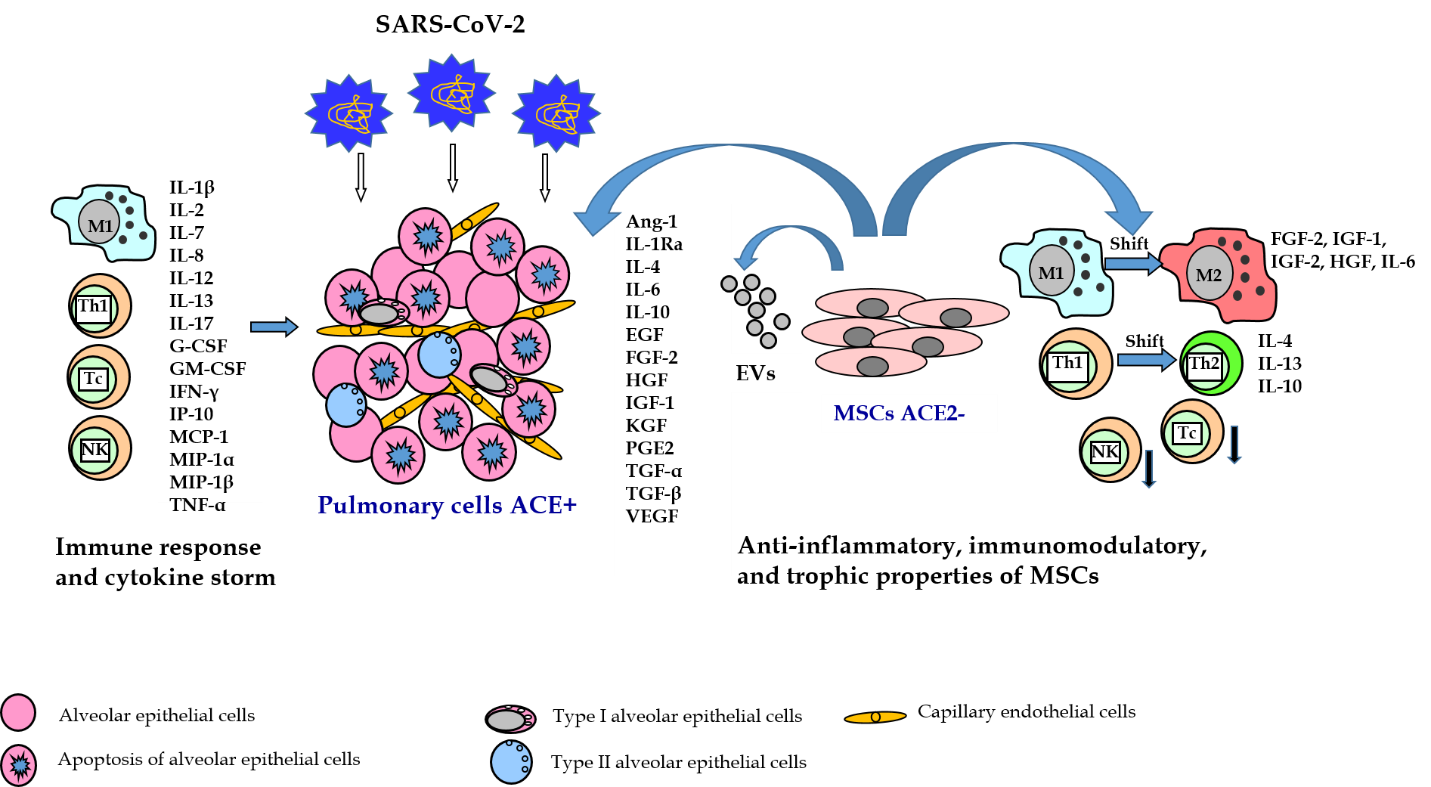 SARS-CoV-2
M1
Th1
Tc
NK
IL-1β
IL-2
IL-7
IL-8
IL-12
IL-13
IL-17
G-CSF
GM-CSF
IFN-γ
IP-10
MCP-1
MIP-1α
MIP-1β
TNF-α
Immune response
and cytokine storm
Pulmonary cells ACE+
Ang-1
IL-1Ra
IL-4
IL-6
IL-10
EGF
FGF-2
HGF
IGF-1
KGF
PGE2
TGF-α
TGF-β
VEGF
EVs
MSCs ACE2-
M1
Shift
M2
FGF-2, IGF-1,
IGF-2, HGF, IL-6
Th1
Shift
Th2
IL-4
IL-13
IL-10
NK
Tc
Anti-inflammatory, immunomodulatory,
and trophic properties of MSCs
Alveolar epithelial cells
Apoptosis of alveolar epithelial cells
Type I alveolar epithelial cells
Type II alveolar epithelial cells
Capillary endothelial cells